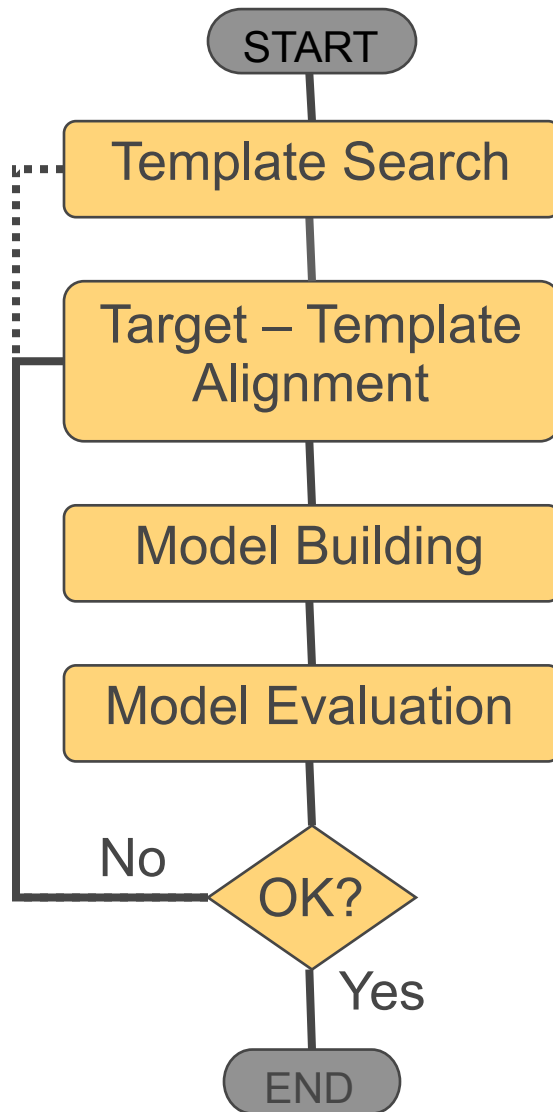 START
Template Search
Target – Template
Alignment
Model Building
Model Evaluation
No
OK?
Yes
END